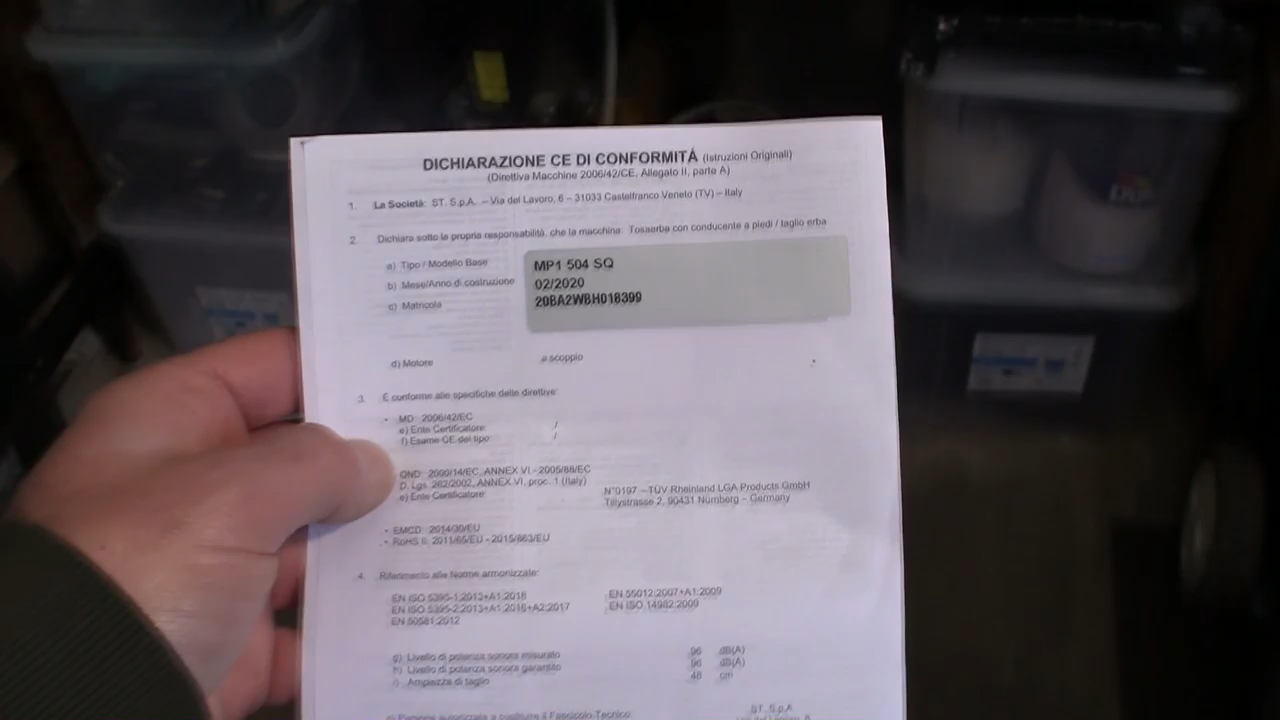 DICHIARAZIONE CE DI CONFORMITÁ (Istruzioni Originali)
(Direttiva Macchine 2006/42/CE, Allegato II, parte A)
1. La Società: ST. S.p.A. – Via del Lavoro, 6 – 31033 Castelfranco Veneto (TV) – Italy
2. Dichiara sotto la propria responsabilità, che la macchina: Tosaerba con conducente a piedi / taglio erba
a) Tipo / Modello Base MP1 504 SQ
b) Mese/Anno di costruzione 02/2020
c) Matricola 20BA2WBH018399
d) Motore a scoppio
3. È conforme alle specifiche delle direttive:
• MD: 2006/42/EC
e) Ente Certificatore: /
f) Esame CE del tipo: /
OND: 2000/14/EC, ANNEX VI - 2005/88/EC
D. Lgs. 262/2002, ANNEX VI, proc. 1 (Italy)
e) Ente Certificatore: N°0197 – TÜV Rheinland LGA Products GmbH
Tillystrasse 2, 90431 Nürnberg – Germany
• EMCD: 2014/30/EU
• RoHS II: 2011/65/EU - 2015/863/EU
4. Riferimento alle Norme armonizzate:
EN ISO 5395-1:2013+A1:2018 EN 55012:2007+A1:2009
EN ISO 5395-2:2013+A1:2016+A2:2017 EN ISO 14982:2009
EN 50581:2012
g) Livello di potenza sonora misurato 96 dB(A)
h) Livello di potenza sonora garantito 96 dB(A)
i) Ampiezza di taglio 48 cm
a costituire il Fascicolo Tecnico: ST. S.p.A.